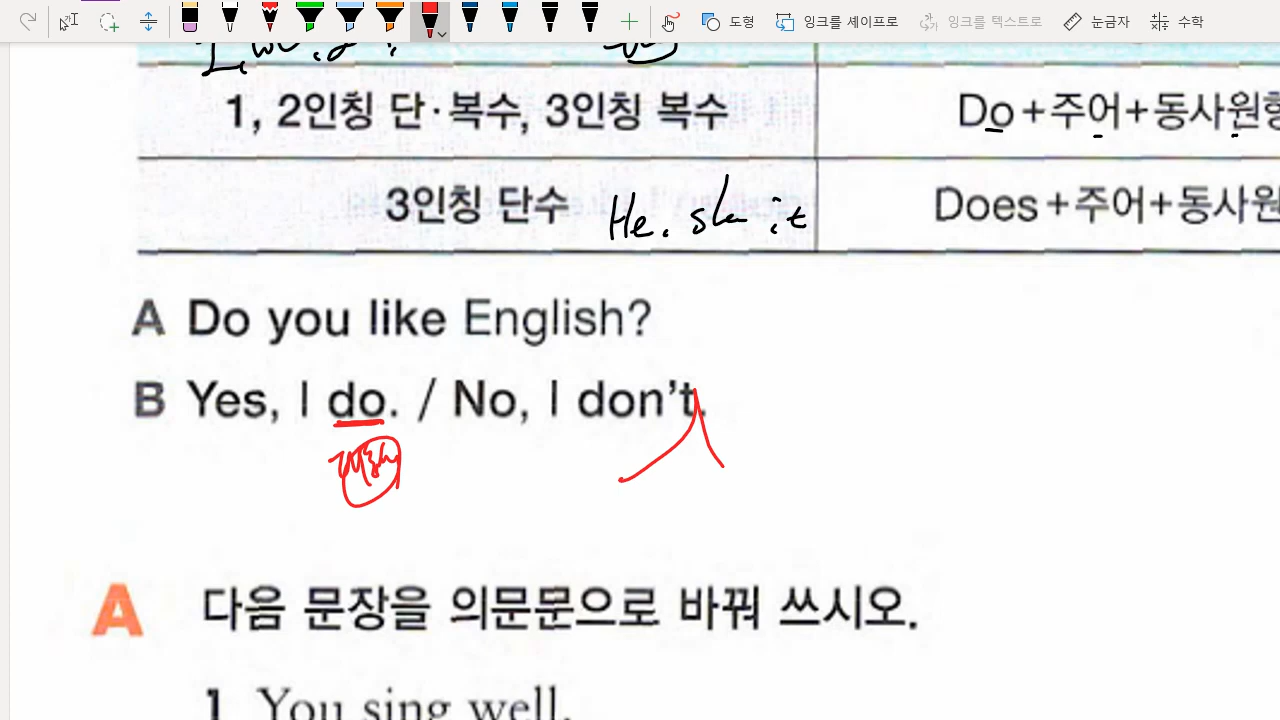 도형 잉크를 셰이프로 잉크를 텍스트로 눈금자 수학
1, 2인칭 단·복수, 3인칭 복수 Do+주어+동사원형
3인칭 단수 He. she it Does+주어+동사원
A Do you like English?
B Yes, I do. / No, I don't.
A 다음 문장을 의문문으로 바꿔 쓰시오.
1 You sing well.